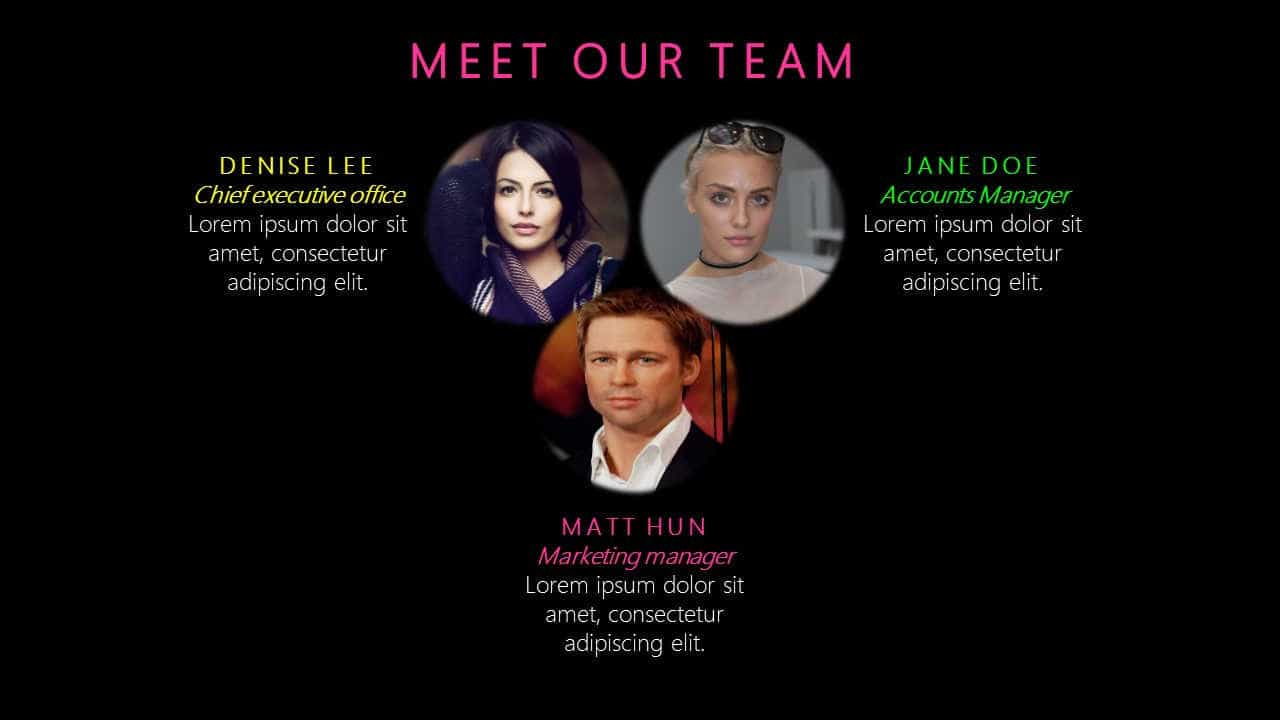 MEET OUR TEAM
DENISE LEE
Chief executive office
Lorem ipsum dolor sit
amet, consectetur
adipiscing elit.
JANE DOE
Accounts Manager
Lorem ipsum dolor sit
amet, consectetur
adipiscing elit.
MATT HUN
Marketing manager
Lorem ipsum dolor sit
amet, consectetur
adipiscing elit.